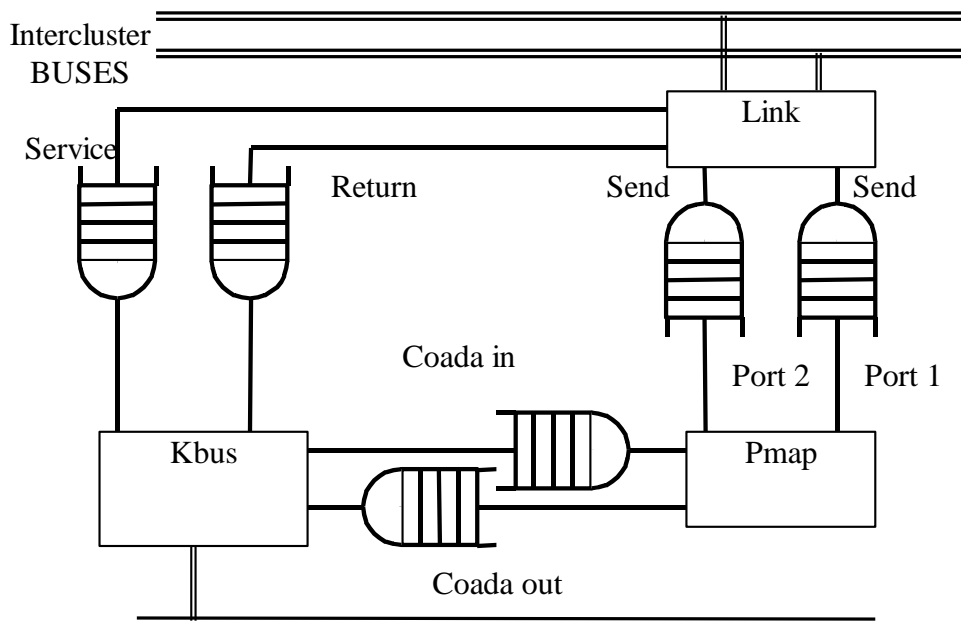 Intercluster
BUSES
Link
Service
Return
Send
Send
Coada in
Port 2
Port 1
Kbus
Pmap
Coada out